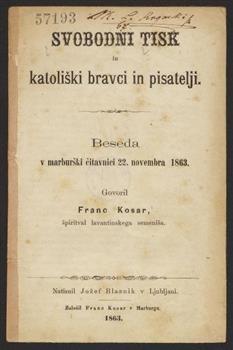 57193
SVOBODNI TISK
in
katoliški bravci in pisatelji.
Beseda
v marburški čitavnici 22. novembra 1863.
Govoril
Franc Kosar,
špiritval lavantinskega semeniša.
Natisnil Jožef Blaznik v Ljubljani.
Založil Franc Kosar v Marburgu.
1863.